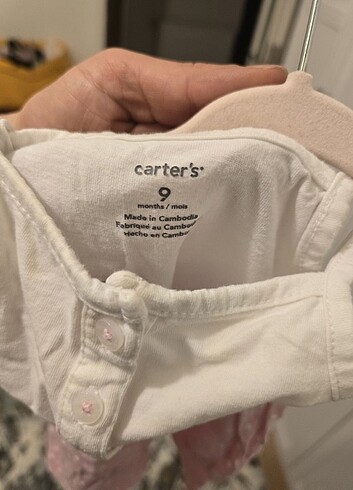 carter's®
9
months / mois
Made in Cambodia
Fabriqué au
Hecho en